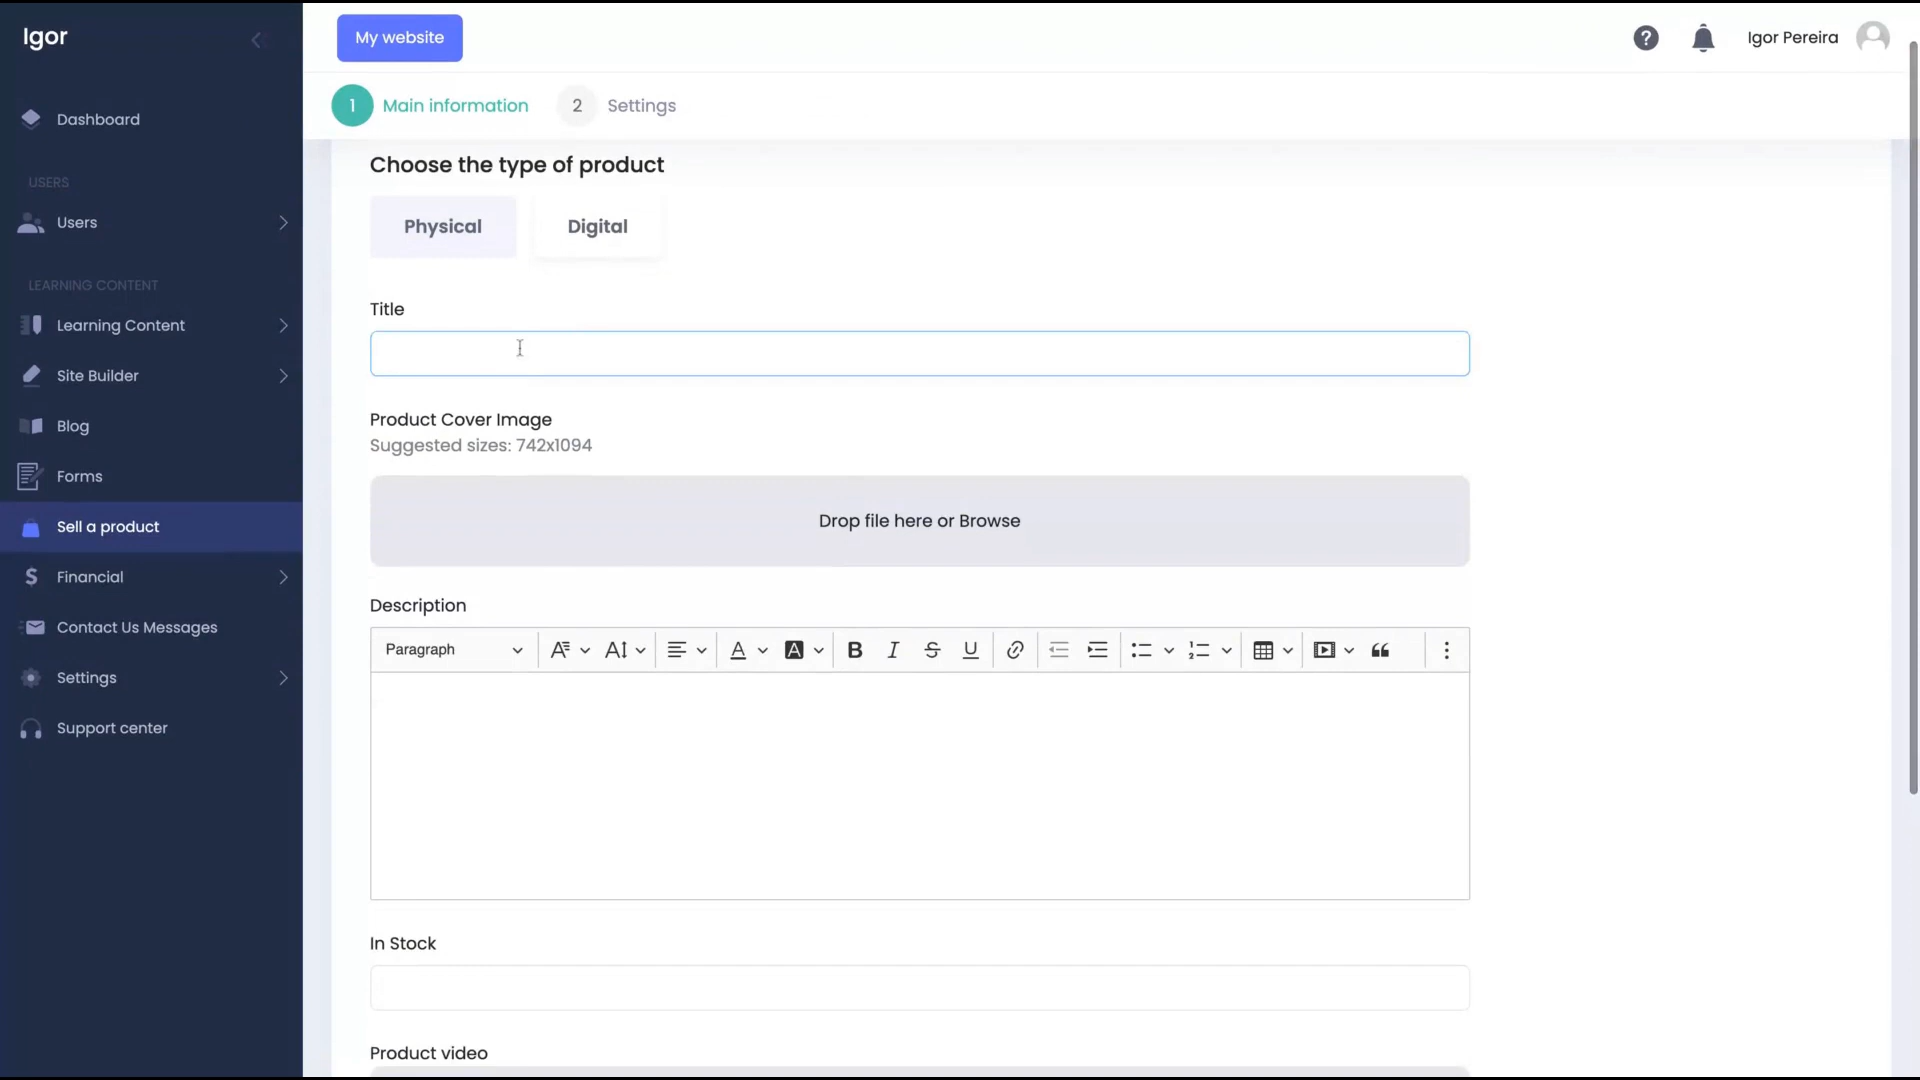 Igor
My website
Igor Pereira
1 Main information
2 Settings
Dashboard
USERS
Users
LEARNING CONTENT
Learning Content
Site Builder
Blog
Forms
Sell a product
Financial
Contact Us Messages
Settings
Support center
Choose the type of product
Physical
Digital
Title
Product Cover Image
Suggested sizes: 742x1094
Drop file here or Browse
Description
Paragraph
In Stock
Product video